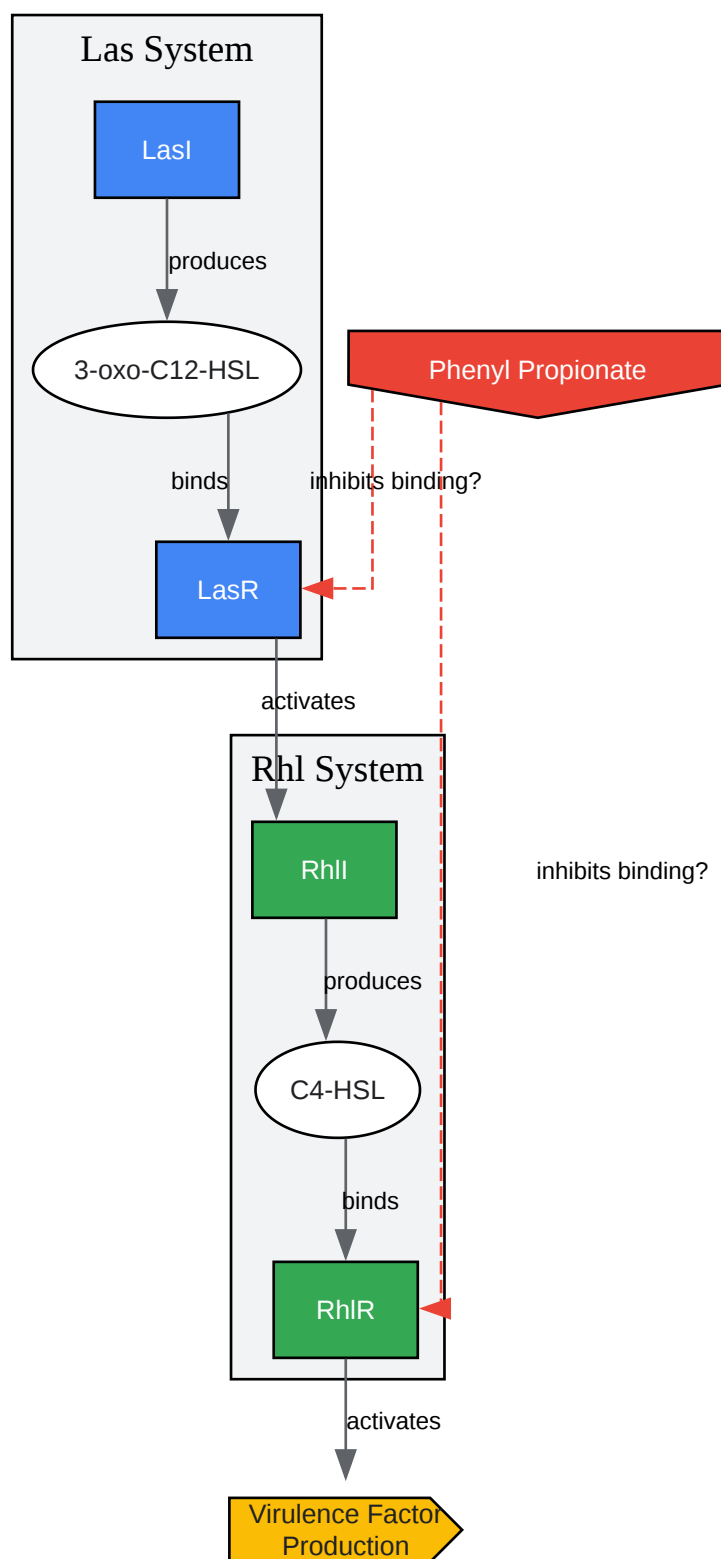 Las System
LasI
produces
3-oxo-C12-HSL
Phenyl Propionate
binds
inhibits binding?
LasR
activates
Rhl System
RhlI
inhibits binding?
produces
C4-HSL
binds
RhlR
activates
Virulence Factor
Production